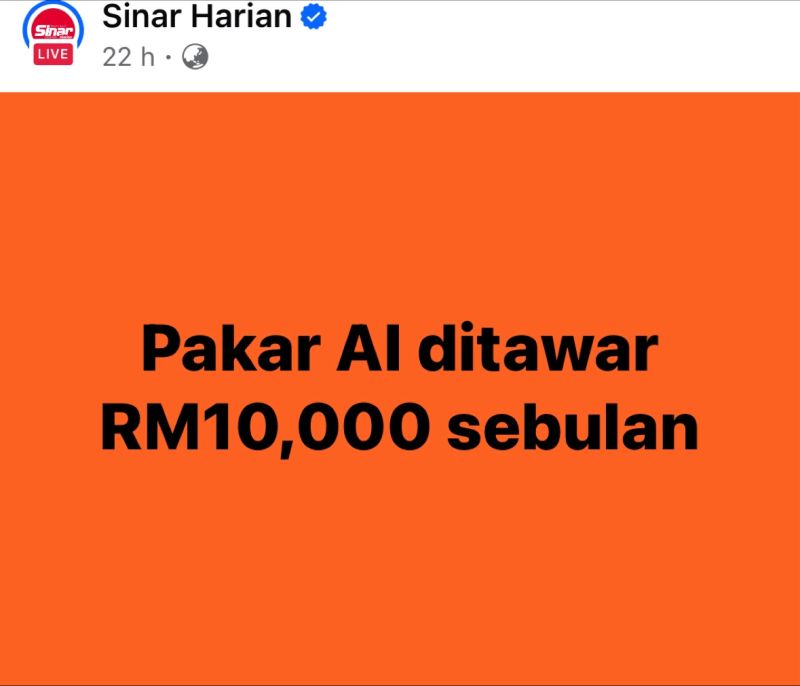 Sinar
LIVE
Sinar Harian
22 h ·
Pakar AI ditawar
RM10,000 sebulan